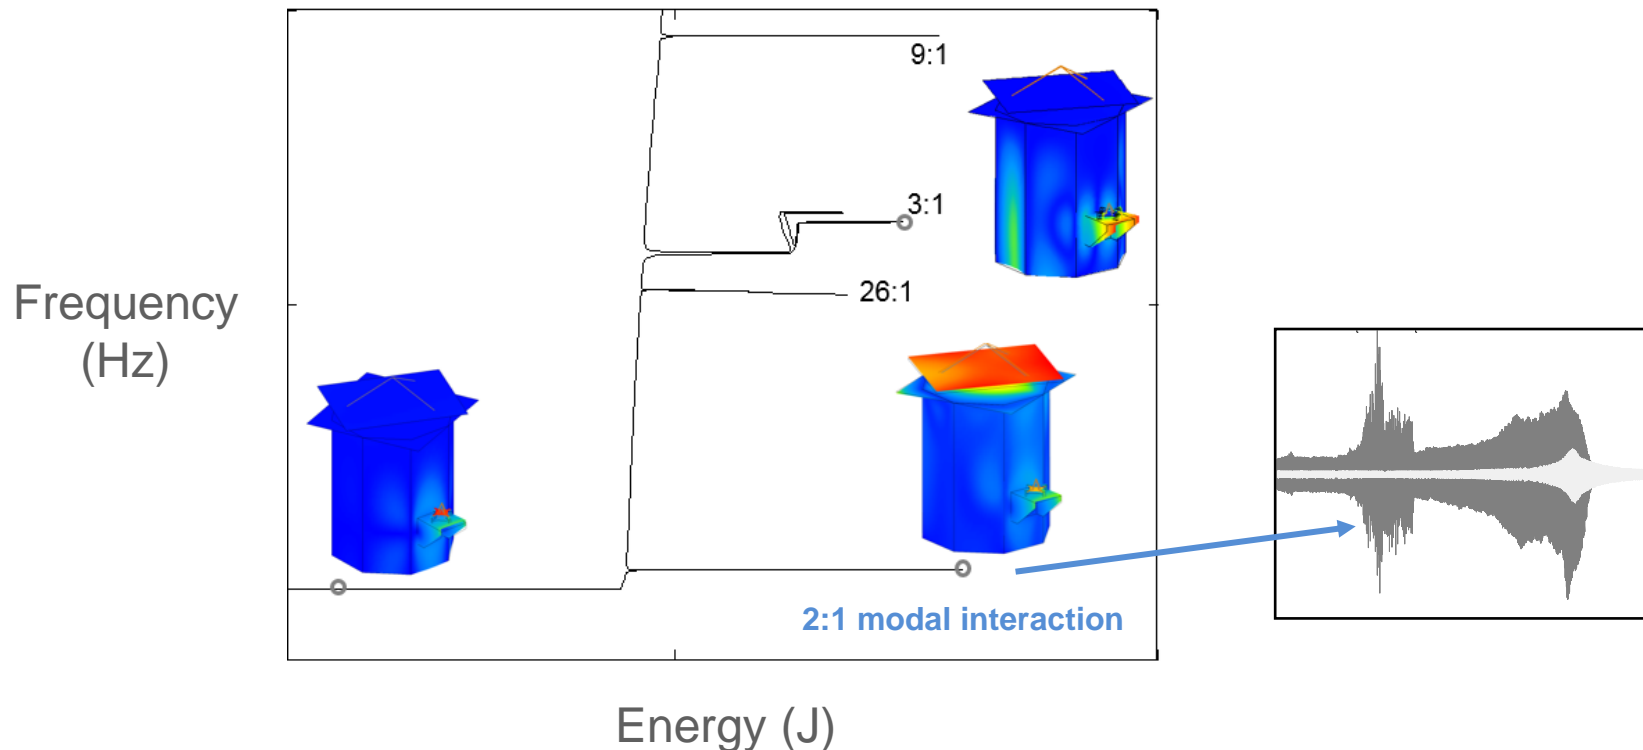 9:1
3:1
Frequency
(Hz)
26:1
2:1 modal interaction
Energy (J)